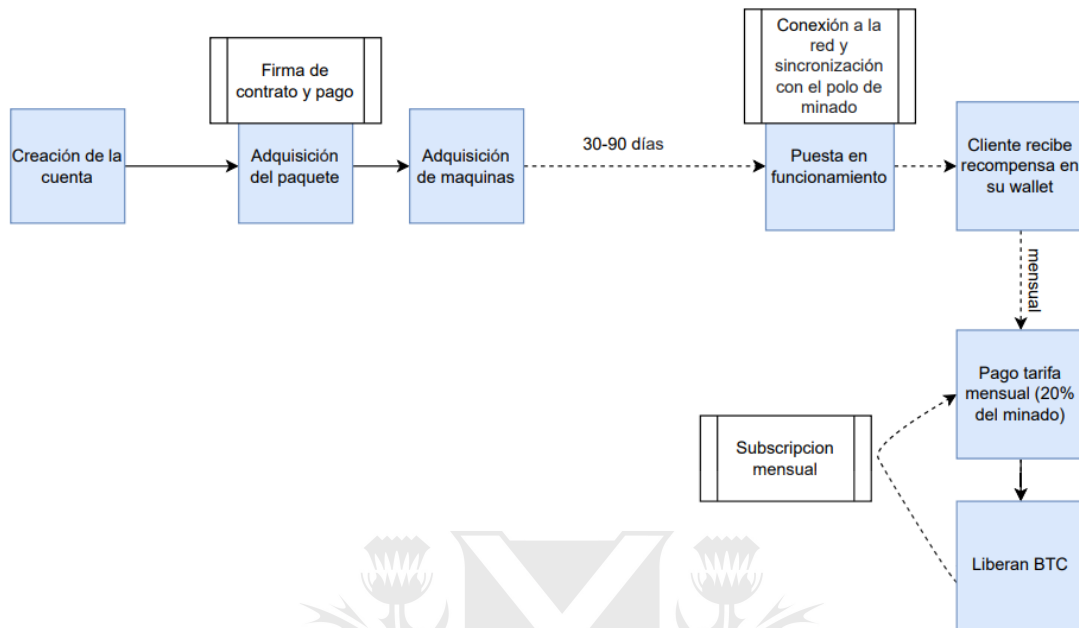 Creación de la
cuenta
Firma de
contrato y pago
Adquisición
del paquete
Adquisición
de maquinas
30-90 días
Conexión a la
red y
sincronización
con el polo de
minado
Puesta en
funcionamiento
Cliente recibe
recompensa en
su wallet
mensual
Pago tarifa
mensual (20%
del minado)
Subscripcion
mensual
Liberan BTC